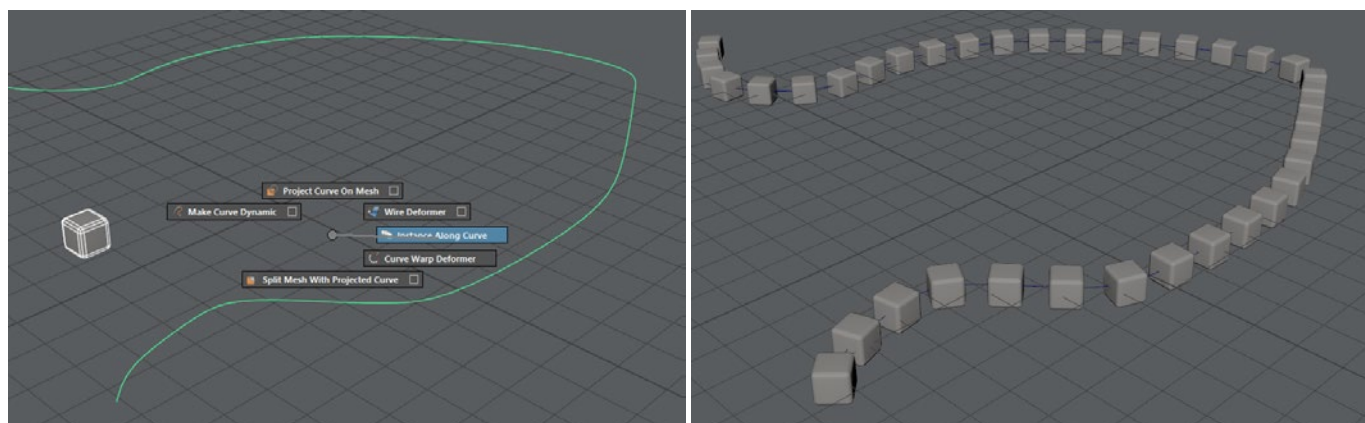 Project Curve On Mesh
Make Curve Dynamic
Wire Deformer
Instance Along Curve
Curve Warp Deformer
Split Mesh With Projected Curve